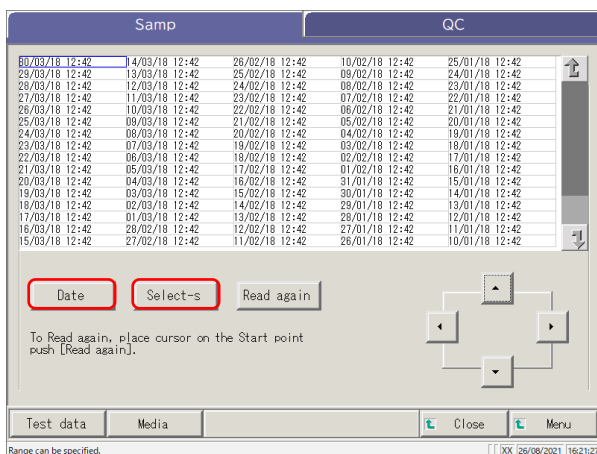 Samp QC
30/03/18 12:42 14/03/18 12:42 26/02/18 12:42 10/02/18 12:42 25/01/18 12:42
29/03/18 12:42 13/03/18 12:42 25/02/18 12:42 09/02/18 12:42 24/01/18 12:42
28/03/18 12:42 12/03/18 12:42 24/02/18 12:42 08/02/18 12:42 23/01/18 12:42
27/03/18 12:42 11/03/18 12:42 23/02/18 12:42 07/02/18 12:42 22/01/18 12:42
26/03/18 12:42 10/03/18 12:42 22/02/18 12:42 06/02/18 12:42 21/01/18 12:42
25/03/18 12:42 09/03/18 12:42 21/02/18 12:42 05/02/18 12:42 20/01/18 12:42
24/03/18 12:42 08/03/18 12:42 20/02/18 12:42 04/02/18 12:42 19/01/18 12:42
23/03/18 12:42 07/03/18 12:42 19/02/18 12:42 03/02/18 12:42 18/01/18 12:42
22/03/18 12:42 06/03/18 12:42 18/02/18 12:42 02/02/18 12:42 17/01/18 12:42
21/03/18 12:42 05/03/18 12:42 17/02/18 12:42 01/02/18 12:42 16/01/18 12:42
20/03/18 12:42 04/03/18 12:42 16/02/18 12:42 31/01/18 12:42 15/01/18 12:42
19/03/18 12:42 03/03/18 12:42 15/02/18 12:42 30/01/18 12:42 14/01/18 12:42
18/03/18 12:42 02/03/18 12:42 14/02/18 12:42 29/01/18 12:42 13/01/18 12:42
17/03/18 12:42 01/03/18 12:42 13/02/18 12:42 28/01/18 12:42 12/01/18 12:42
16/03/18 12:42 28/02/18 12:42 12/02/18 12:42 27/01/18 12:42 11/01/18 12:42
15/03/18 12:42 27/02/18 12:42 11/02/18 12:42 26/01/18 12:42 10/01/18 12:42
Date Select-s Read again
To Read again, place cursor on the Start point
push [Read again].
Test data Media Close Menu
Range can be specified. XX 26/08/2021 16:21:27